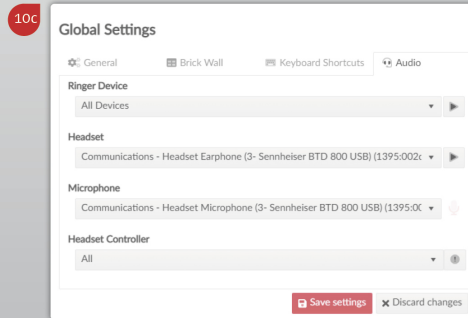 10c
Global Settings
General Brick Wall Keyboard Shortcuts Audio
Ringer Device
All Devices
Headset
Communications - Headset Earphone (3- Sennheiser BTD 800 USB) (1395:002c
Microphone
Communications - Headset Microphone (3- Sennheiser BTD 800 USB) (1395:00
Headset Controller
All
Save settings Discard changes